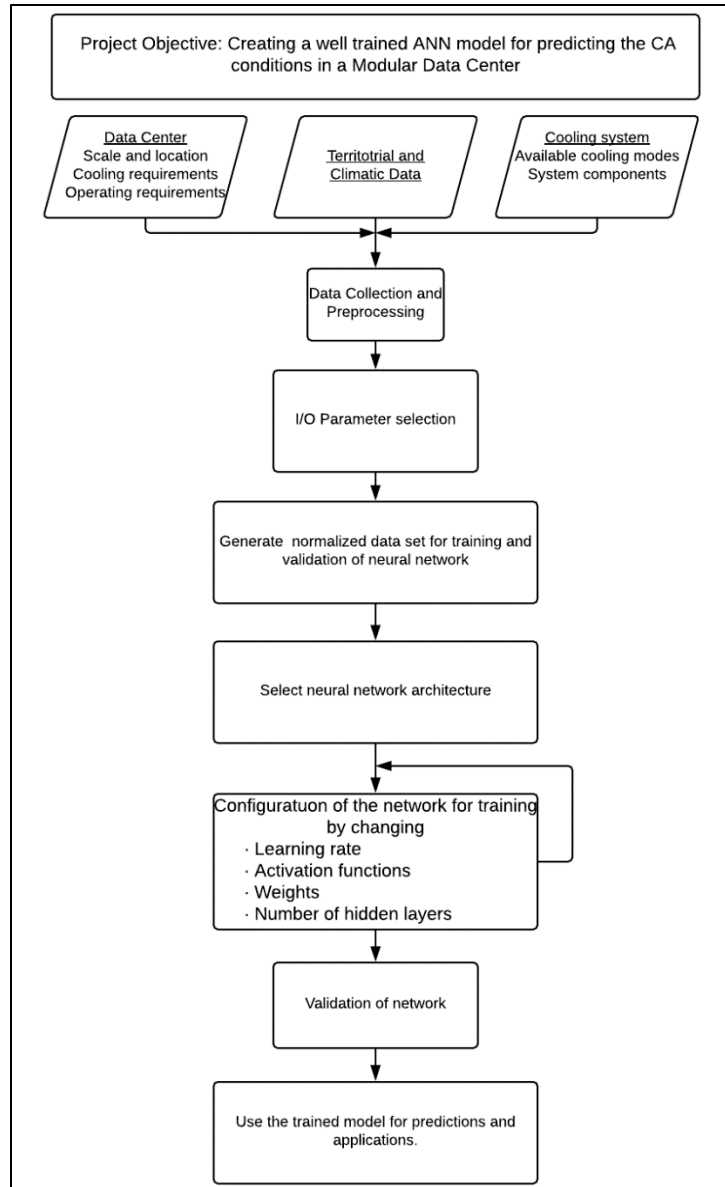 Project Objective: Creating a well trained ANN model for predicting the CA
conditions in a Modular Data Center
Data Center
Scale and location
Cooling requirements
Operating requirements
Territotrial and
Climatic Data
Cooling system
Available cooling modes
System components
Data Collection and
Preprocessing
I/O Parameter selection
Generate normalized data set for training and
validation of neural network
Select neural network architecture
Configuratuon of the network for training
by changing
· Learning rate
· Activation functions
· Weights
· Number of hidden layers
Validation of network
Use the trained model for predictions and
applications.